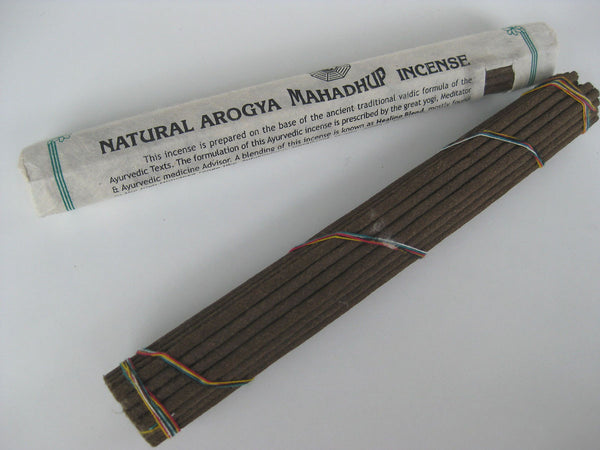 NATURAL AROGYA MAHADHUP INCENSE
This incense is prepared on the base of the ancient traditional vaidic formula of the
Ayurvedic Texts. The formulation of this Ayurvedic incense is prescribed by the great yogi, Meditator
& Ayurvedic medicine Advisor. A blending of this incense is known as Healing Blend, mostly found